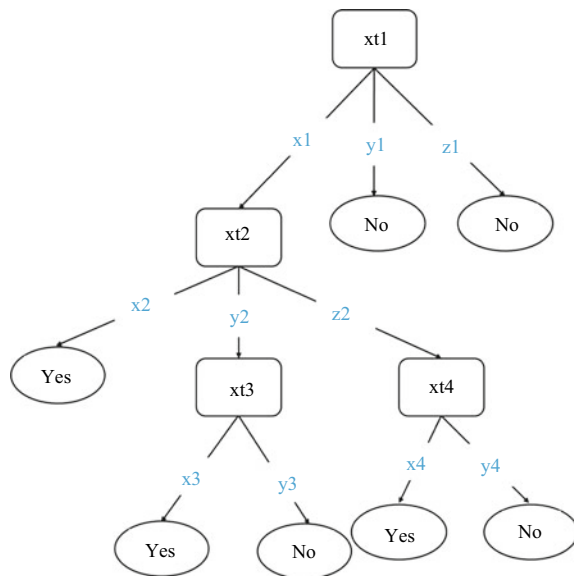 xt1
x1
y1
z1
xt2
No
No
x2
y2
z2
Yes
xt3
xt4
x3
y3
x4
y4
Yes
No
Yes
No